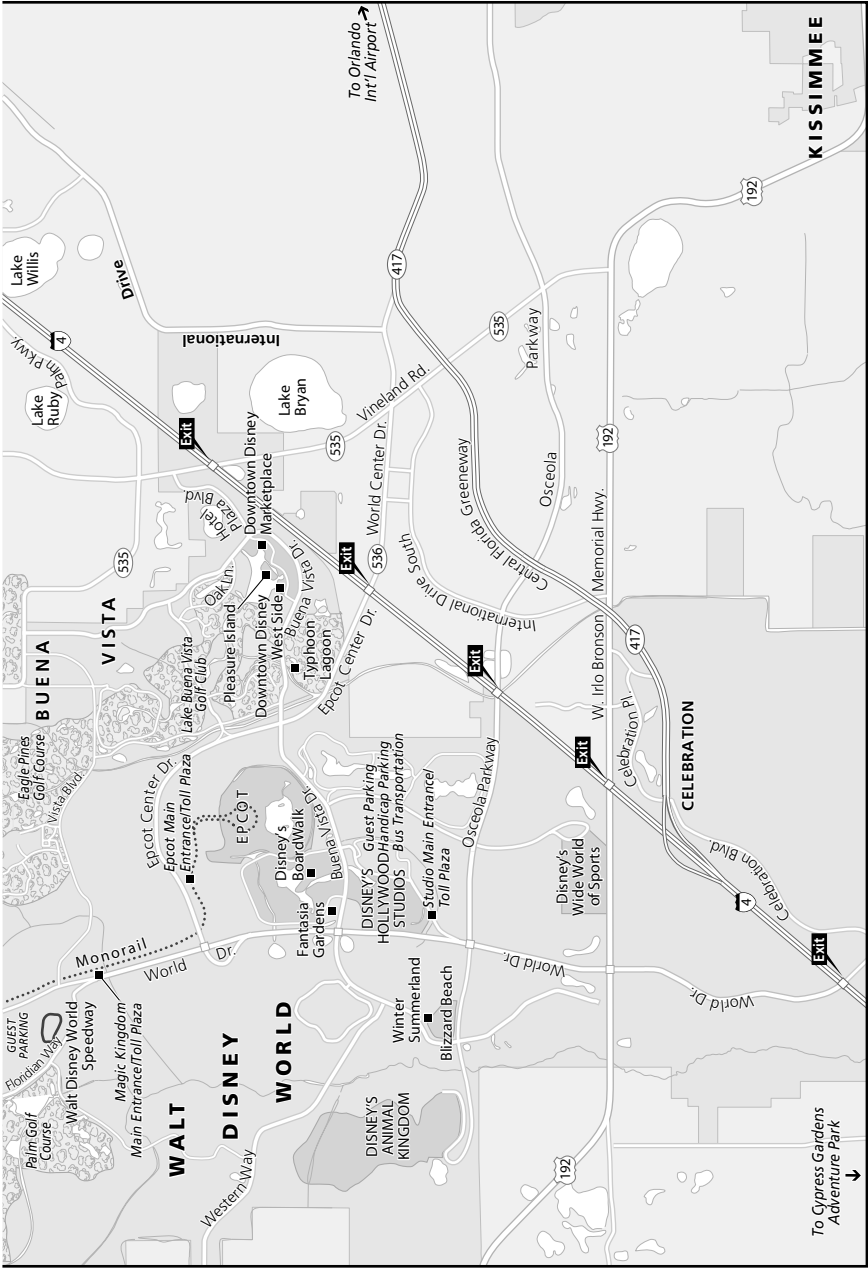 KISSIMMEE
192
To Orlando
Int'l Airport
Lake
Willis
Drive
417
International
4
Palm Pkwy.
Lake
Ruby
Lake
Bryan
535
Parkway
Vineland Rd.
Exit
535
World Center Dr.
Central Florida Greeneway
192
Osceola
Hotel
Plaza Blvd.
Downtown Disney
Marketplace
535
536
Exit
International Drive South
W. Irlo Bronson Memorial Hwy.
Oak Ln.
Buena Vista Dr.
Pleasure Island
Downtown Disney
West Side
Typhoon
Lagoon
Epcot Center Dr.
Exit
417
BUENA
VISTA
Lake Buena Vista
Golf Club
Eagle Pines
Golf Course
Vista Blvd.
Epcot Center Dr.
Epcot Main
Entrance/Toll Plaza
EPCOT
Disney's
BoardWalk
Buena Vista Dr.
Guest Parking
Handicap Parking
Bus Transportation
DISNEY'S
HOLLYWOOD
STUDIOS
Studio Main Entrance/
Toll Plaza
Osceola Parkway
Exit
Celebration Pl.
CELEBRATION
Disney's
Wide World
of Sports
Celebration Blvd.
4
Exit
Fantasia
Gardens
Monorail
World Dr.
World Dr.
World Dr.
GUEST
PARKING
Floridian Way
Walt Disney World
Speedway
Magic Kingdom
Main Entrance/Toll Plaza
Palm Golf
Course
WALT
DISNEY
WORLD
Winter
Summerland
Blizzard Beach
DISNEY'S
ANIMAL
KINGDOM
Western Way
192
To Cypress Gardens
Adventure Park